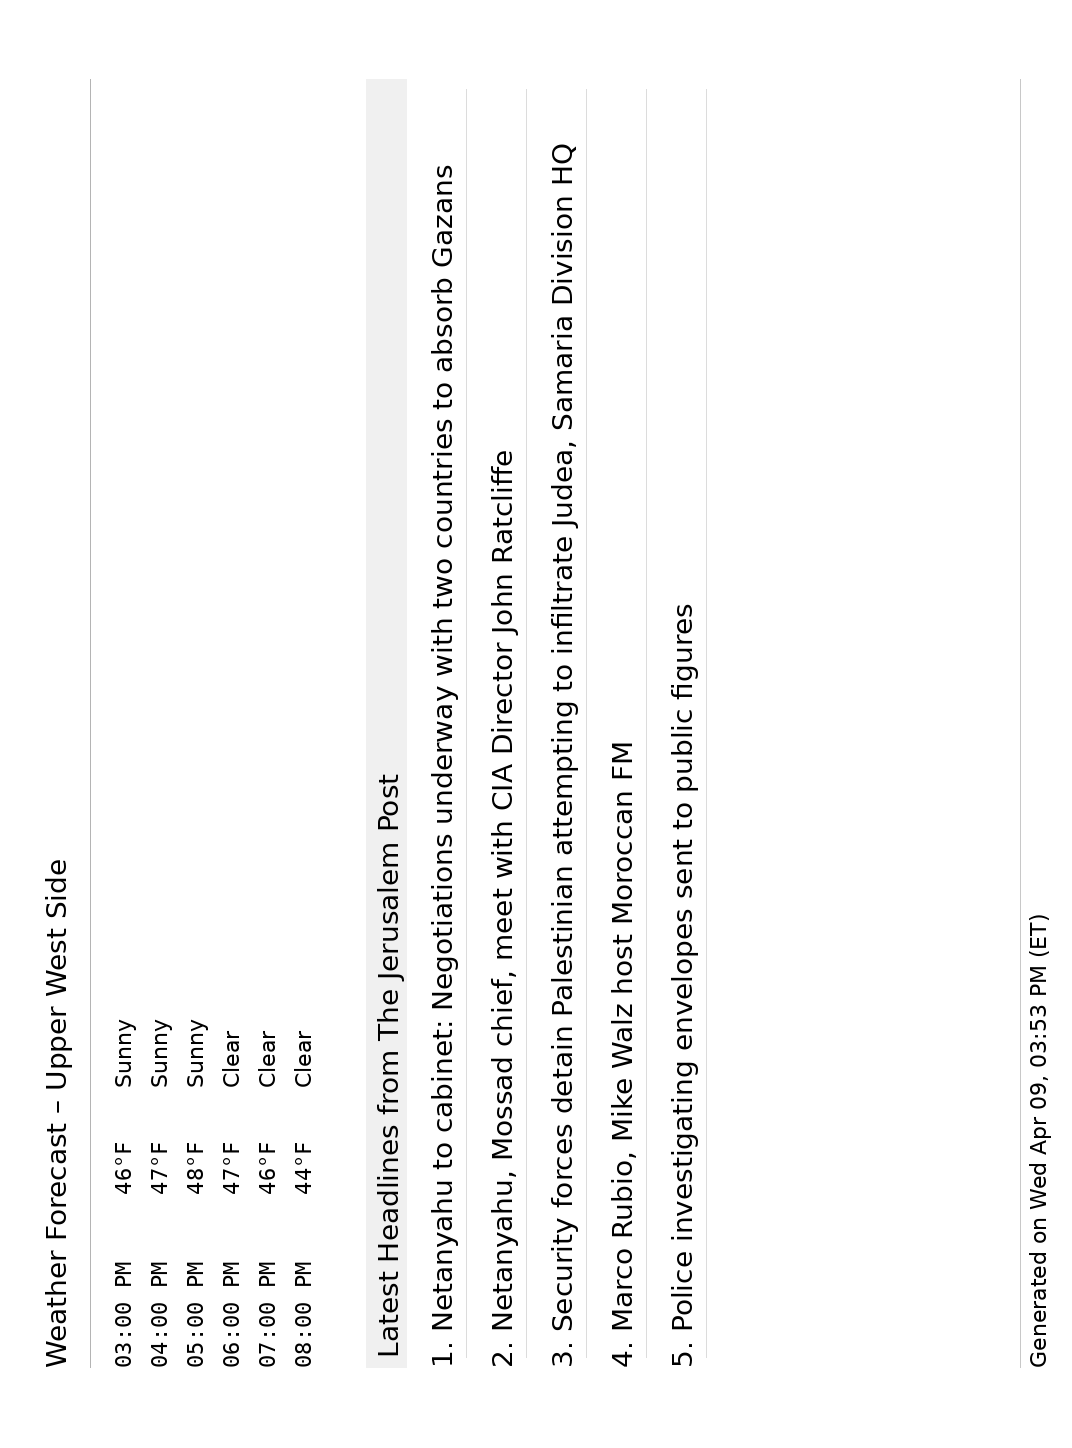 Weather Forecast – Upper West Side
03:00 PM 46°F Sunny
04:00 PM 47°F Sunny
05:00 PM 48°F Sunny
06:00 PM 47°F Clear
07:00 PM 46°F Clear
08:00 PM 44°F Clear
Latest Headlines from The Jerusalem Post
1. Netanyahu to cabinet: Negotiations underway with two countries to absorb Gazans
2. Netanyahu, Mossad chief, meet with CIA Director John Ratcliffe
3. Security forces detain Palestinian attempting to infiltrate Judea, Samaria Division HQ
4. Marco Rubio, Mike Walz host Moroccan FM
5. Police investigating envelopes sent to public figures
Generated on Wed Apr 09, 03:53 PM (ET)